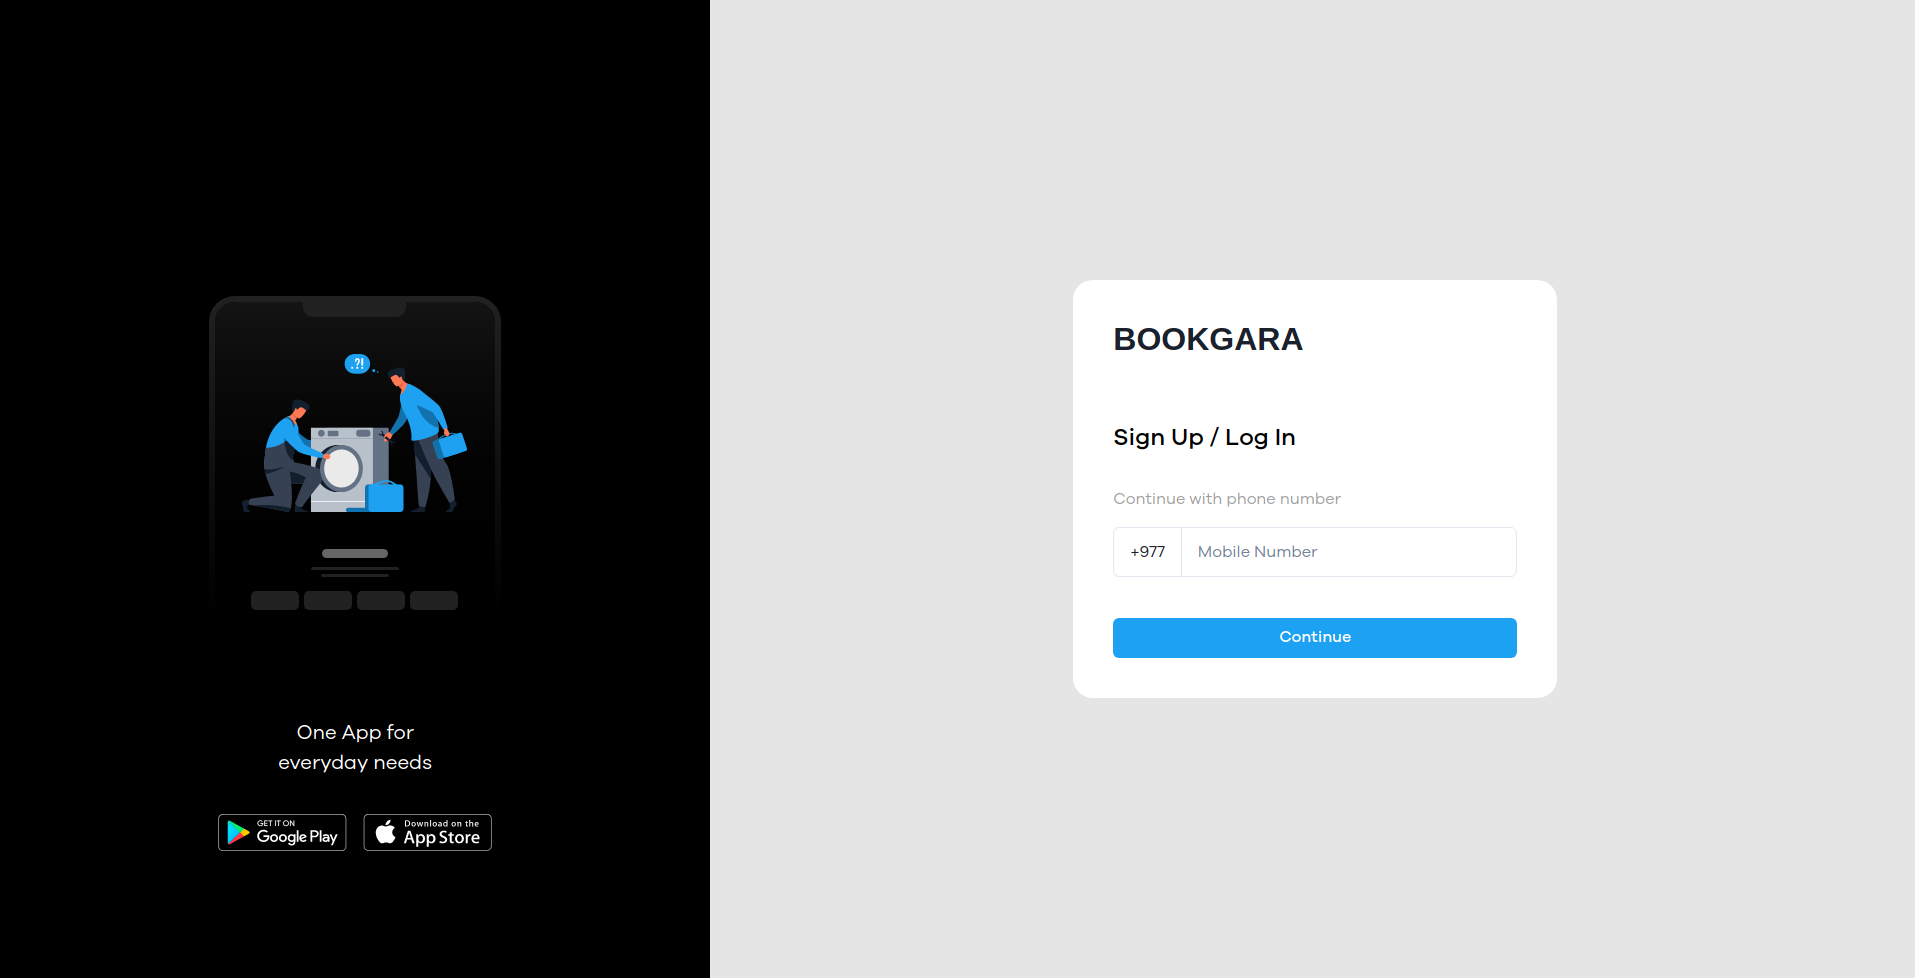 .?!
One App for
everyday needs
GET IT ON
Google Play
Download on the
App Store
BOOKGARA
Sign Up / Log In
Continue with phone number
+977
Mobile Number
Continue